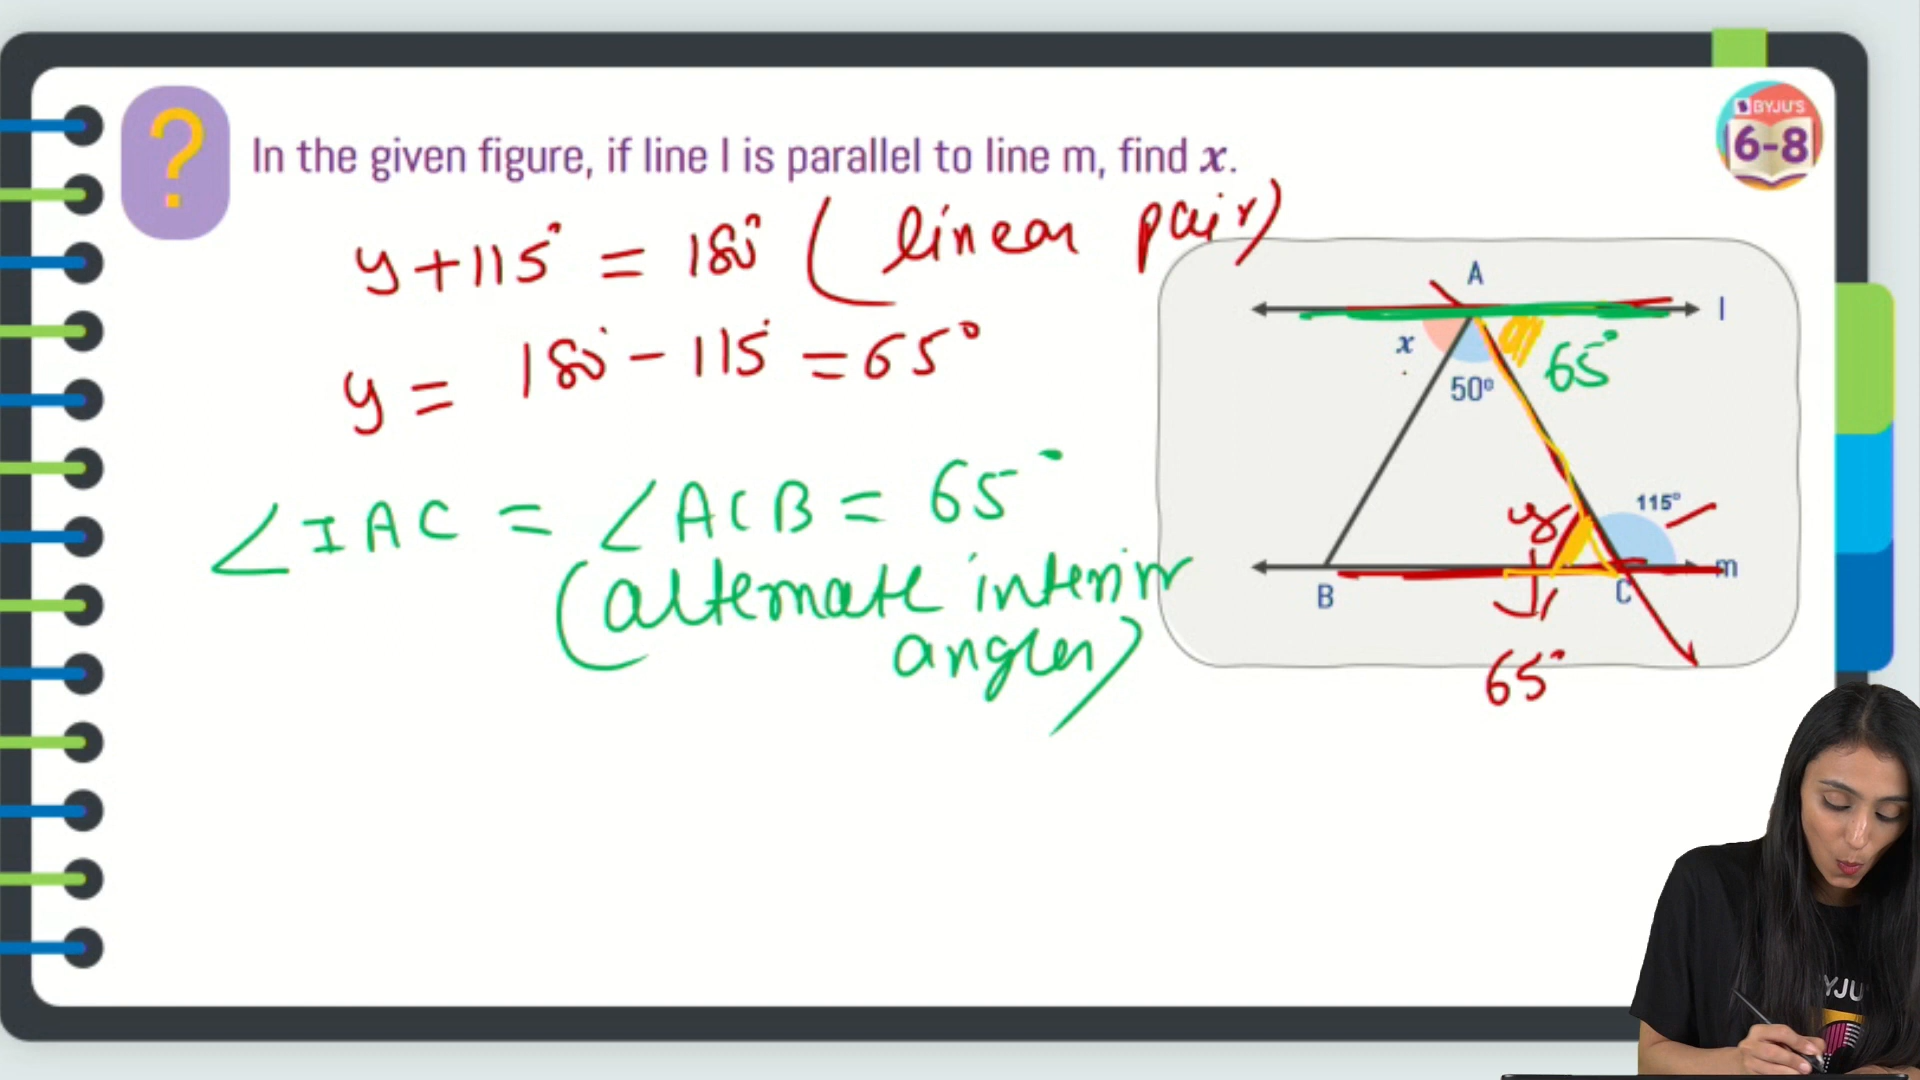 BYJU'S
6-8
?
In the given figure, if line l is parallel to line m, find x.
y + 115° = 180° (linear pair)
y = 180° - 115° = 65°
∠IAC = ∠ACB = 65°
(alternate interior
angles)
A
l
x
50°
65°
y
115°
B
C
m
65°
YJU